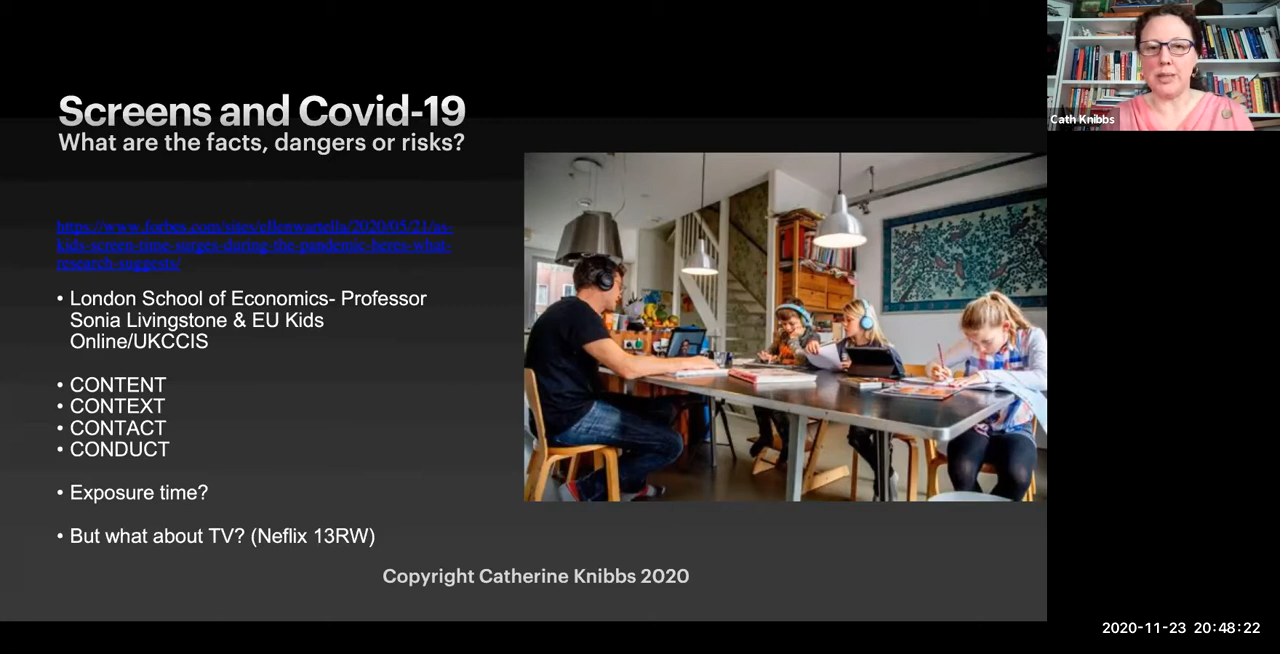 Screens and Covid-19
What are the facts, dangers or risks?
https://www.forbes.com/sites/ellenwartella/2020/05/21/as-
kids-screen-time-surges-during-the-pandemic-heres-what-
research-suggests/
• London School of Economics- Professor
Sonia Livingstone & EU Kids
Online/UKCCIS
• CONTENT
• CONTEXT
• CONTACT
• CONDUCT
• Exposure time?
• But what about TV? (Neflix 13RW)
Copyright Catherine Knibbs 2020
Cath Knibbs
2020-11-23 20:48:22